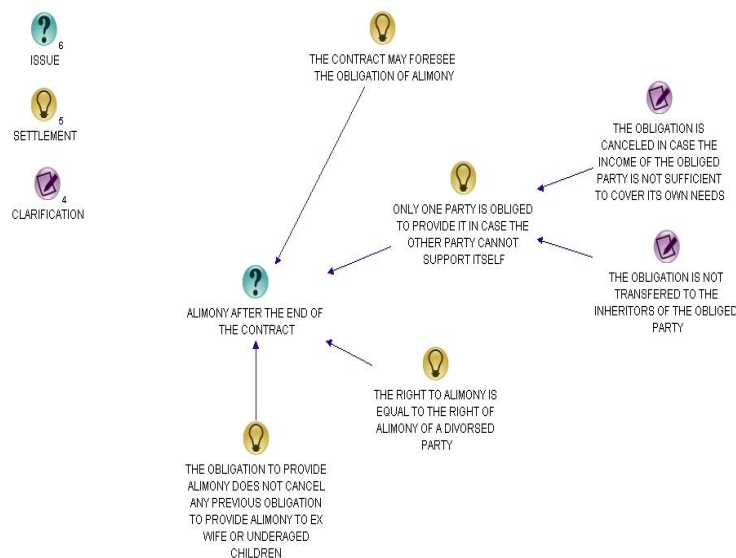 6
ISSUE
5
SETTLEMENT
4
CLARIFICATION
THE CONTRACT MAY FORESEE
THE OBLIGATION OF ALIMONY
THE OBLIGATION IS
CANCELED IN CASE THE
INCOME OF THE OBLIGED
PARTY IS NOT SUFFICIENT
TO COVER ITS OWN NEEDS
ONLY ONE PARTY IS OBLIGED
TO PROVIDE IT IN CASE THE
OTHER PARTY CANNOT
SUPPORT ITSELF
THE OBLIGATION IS NOT
TRANSFERED TO THE
INHERITORS OF THE OBLIGED
PARTY
ALIMONY AFTER THE END OF
THE CONTRACT
THE RIGHT TO ALIMONY IS
EQUAL TO THE RIGHT OF
ALIMONY OF A DIVORSED
PARTY
THE OBLIGATION TO PROVIDE
ALIMONY DOES NOT CANCEL
ANY PREVIOUS OBLIGATION
TO PROVIDE ALIMONY TO EX
WIFE OR UNDERAGED
CHILDREN